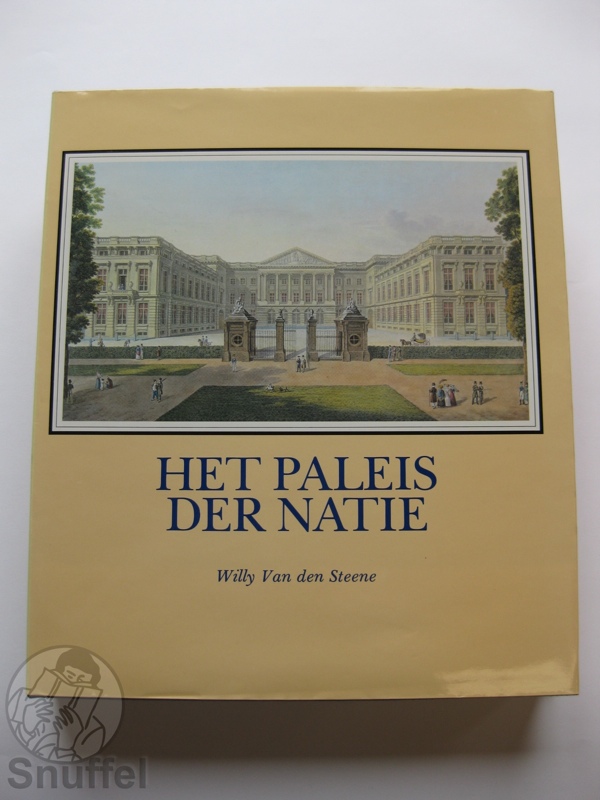 HET PALEIS
DER NATIE
Willy Van den Steene
Snuffel